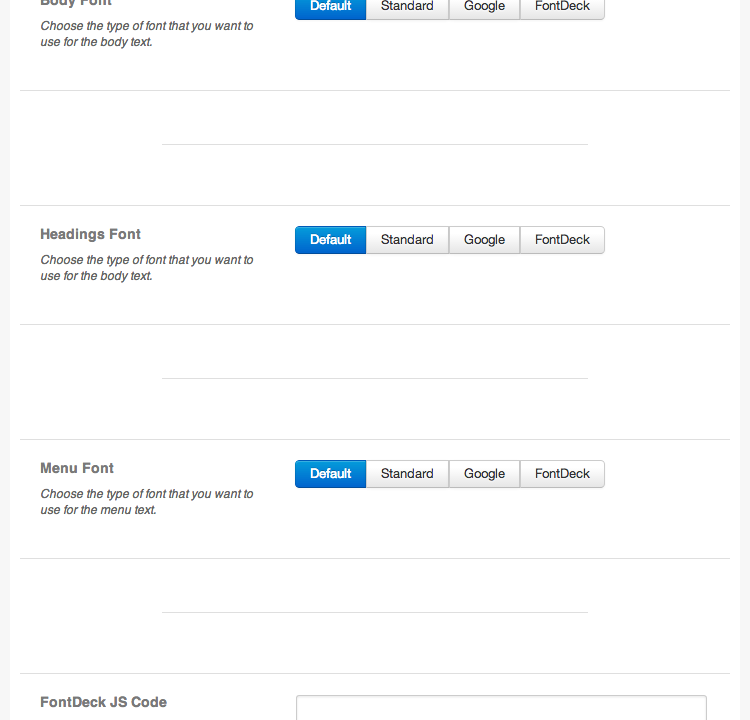 Body Font
Default Standard Google FontDeck
Choose the type of font that you want to
use for the body text.
Headings Font
Default Standard Google FontDeck
Choose the type of font that you want to
use for the body text.
Menu Font
Default Standard Google FontDeck
Choose the type of font that you want to
use for the menu text.
FontDeck JS Code